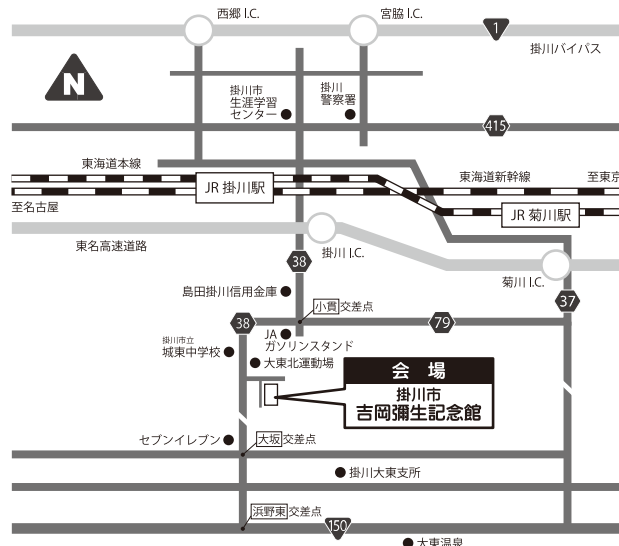 西郷 I.C.
宮脇 I.C.
1
掛川バイパス
N
掛川市
生涯学習
センター
掛川
警察署
415
東海道本線
東海道新幹線
至東京
JR 掛川駅
至名古屋
JR 菊川駅
東名高速道路
掛川 I.C.
38
菊川 I.C.
島田掛川信用金庫
37
小貫交差点
38
79
JA
ガソリンスタンド
掛川市立
城東中学校
大東北運動場
会場
掛川市
吉岡彌生記念館
セブンイレブン
大坂交差点
掛川大東支所
浜野東交差点
150
大東温泉